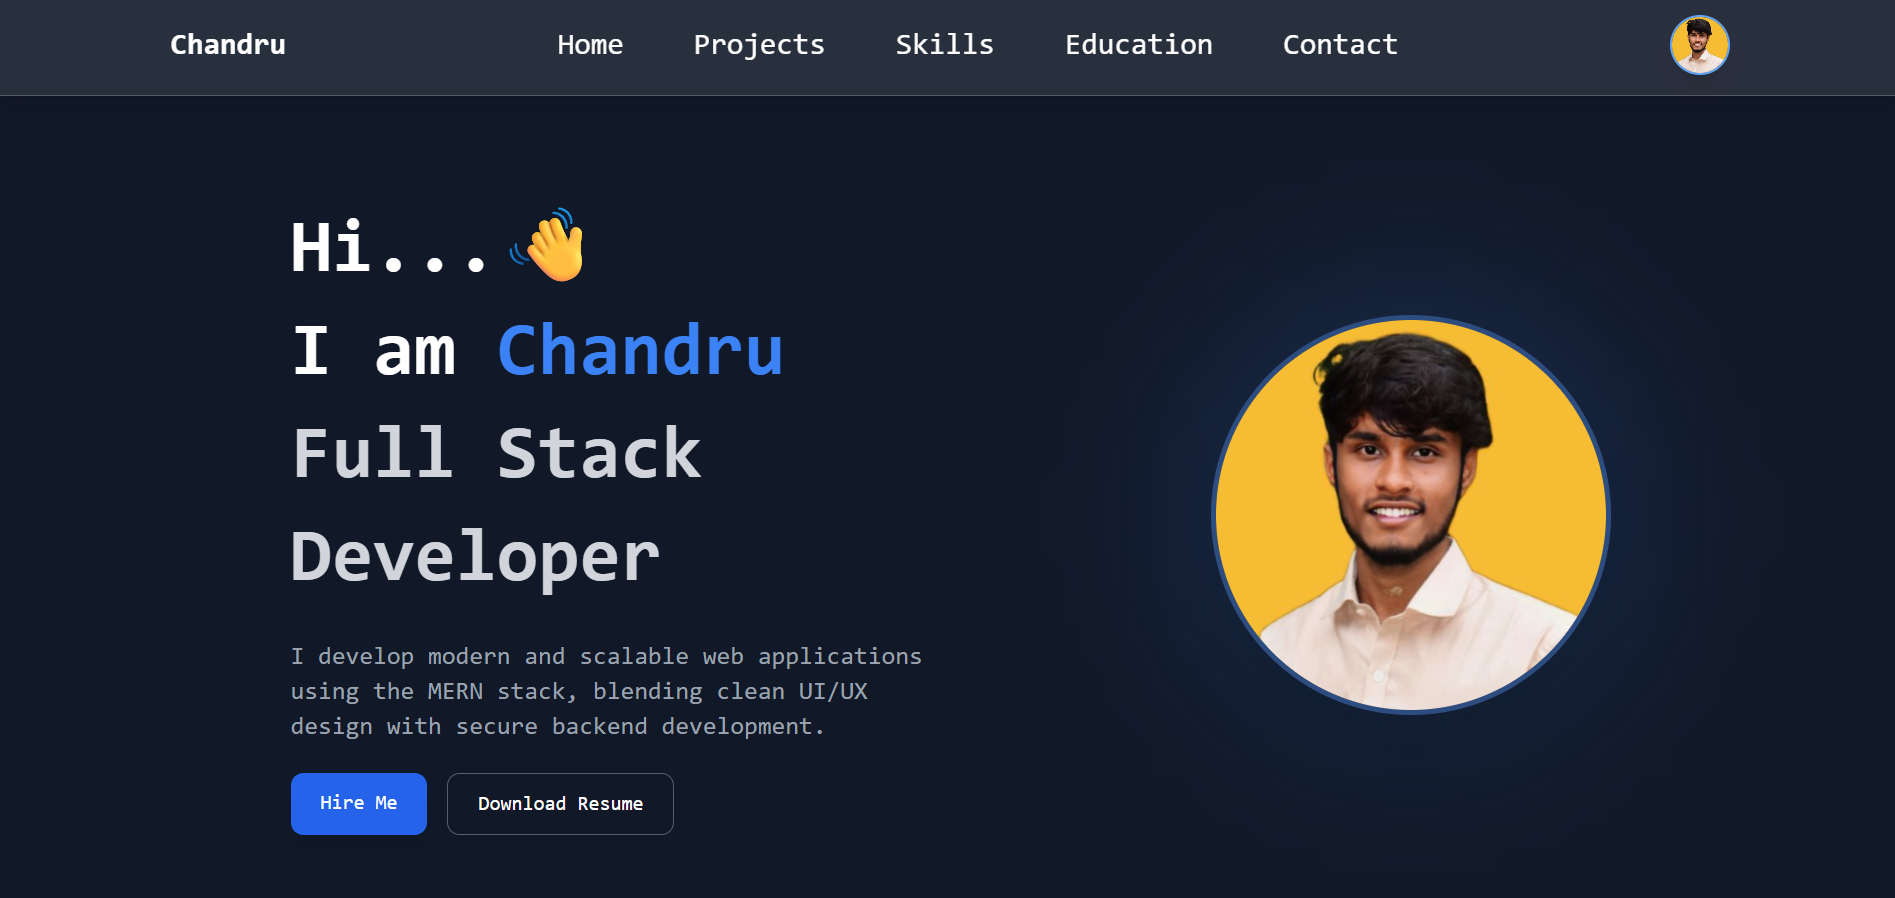 Chandru Home Projects Skills Education Contact
Hi...
I am Chandru
Full Stack
Developer
I develop modern and scalable web applications
using the MERN stack, blending clean UI/UX
design with secure backend development.
Hire Me Download Resume